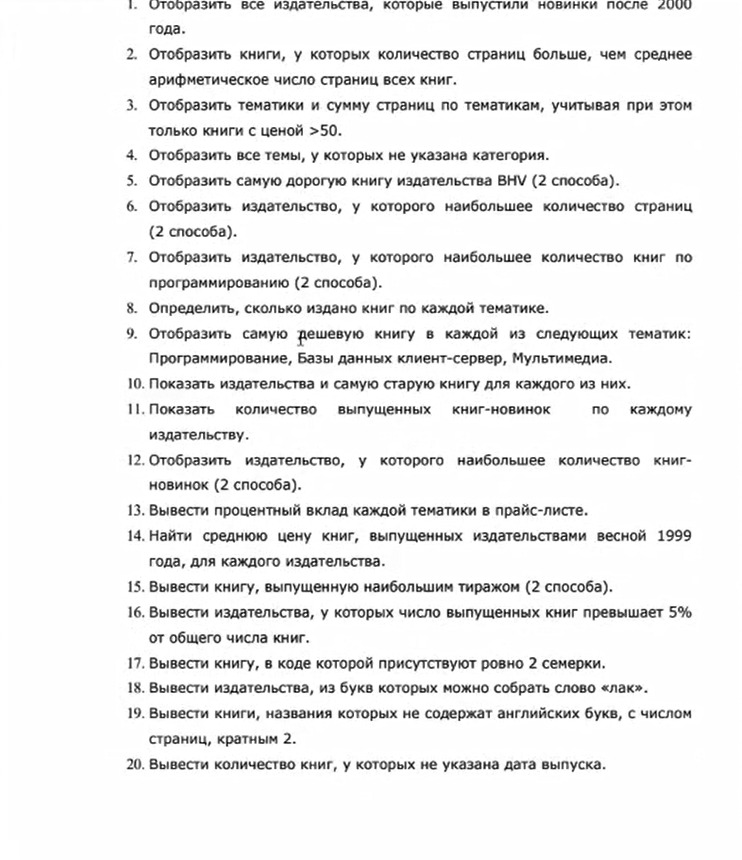 1. Отобразить все издательства, которые выпустили новинки после 2000
года.
2. Отобразить книги, у которых количество страниц больше, чем среднее
арифметическое число страниц всех книг.
3. Отобразить тематики и сумму страниц по тематикам, учитывая при этом
только книги с ценой >50.
4. Отобразить все темы, у которых не указана категория.
5. Отобразить самую дорогую книгу издательства BHV (2 способа).
6. Отобразить издательство, у которого наибольшее количество страниц
(2 способа).
7. Отобразить издательство, у которого наибольшее количество книг по
программированию (2 способа).
8. Определить, сколько издано книг по каждой тематике.
9. Отобразить самую дешевую книгу в каждой из следующих тематик:
Программирование, Базы данных клиент-сервер, Мультимедиа.
10. Показать издательства и самую старую книгу для каждого из них.
11. Показать количество выпущенных книг-новинок по каждому
издательству.
12. Отобразить издательство, у которого наибольшее количество книг-
новинок (2 способа).
13. Вывести процентный вклад каждой тематики в прайс-листе.
14. Найти среднюю цену книг, выпущенных издательствами весной 1999
года, для каждого издательства.
15. Вывести книгу, выпущенную наибольшим тиражом (2 способа).
16. Вывести издательства, у которых число выпущенных книг превышает 5%
от общего числа книг.
17. Вывести книгу, в коде которой присутствуют ровно 2 семерки.
18. Вывести издательства, из букв которых можно собрать слово «лак».
19. Вывести книги, названия которых не содержат английских букв, с числом
страниц, кратным 2.
20. Вывести количество книг, у которых не указана дата выпуска.